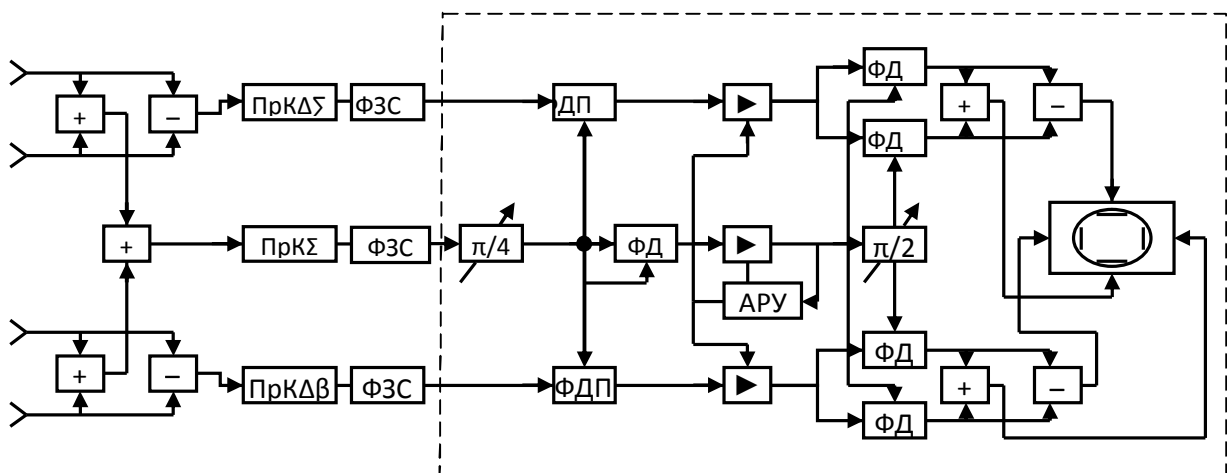 ФД
+ − ПрКΔ∑ ФЗС ДП ► + −
ФД
+ ПрКΣ ФЗС π/4 ФД ► π/2
АРУ
ФД
+ − ПрКΔβ ФЗС ФДП ► + −
ФД